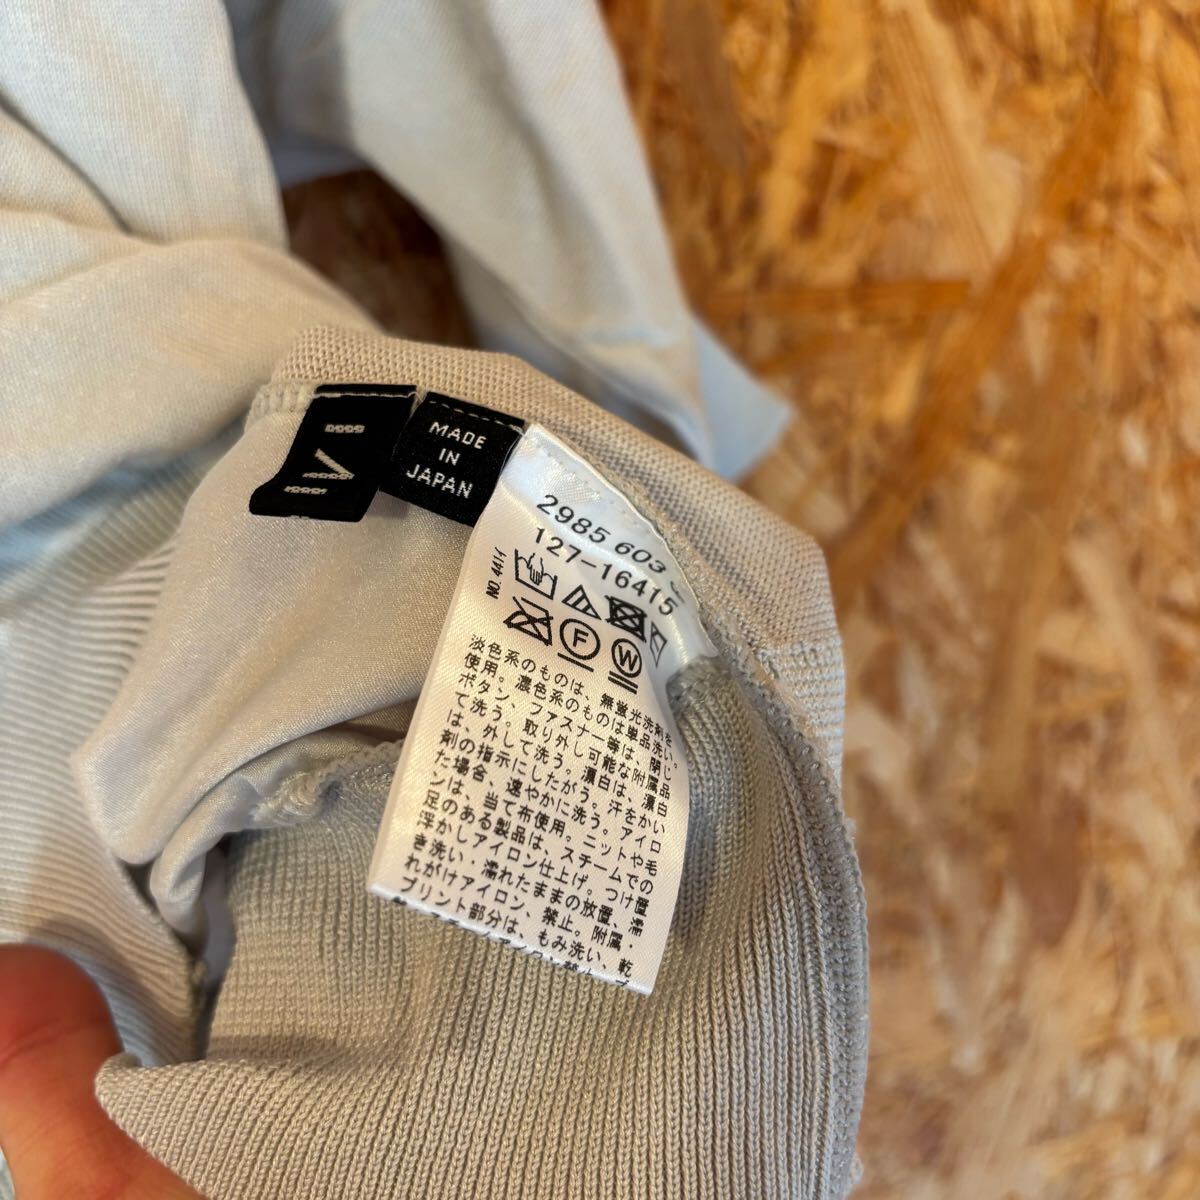 MADE
IN
JAPAN
2985 603
127-16415
NO. 441
F
W
淡色系のものは、無蛍光洗剤を
使用。濃色系のものは単品洗い。
ボタン、ファスナー等は、閉じ
て洗う。取り外し可能な附属品
は、外して洗う。漂白は、漂白
剤の指示にしたがう。汗をかい
た場合、速やかに洗う。アイロ
ンは、当て布使用。ニットや毛
足のある製品は、スチームでの
浮かしアイロン仕上げ。つけ置
き洗い・濡れたままの放置、濡
れがけアイロン、禁止。附属・
プリント部分は、もみ洗い、乾